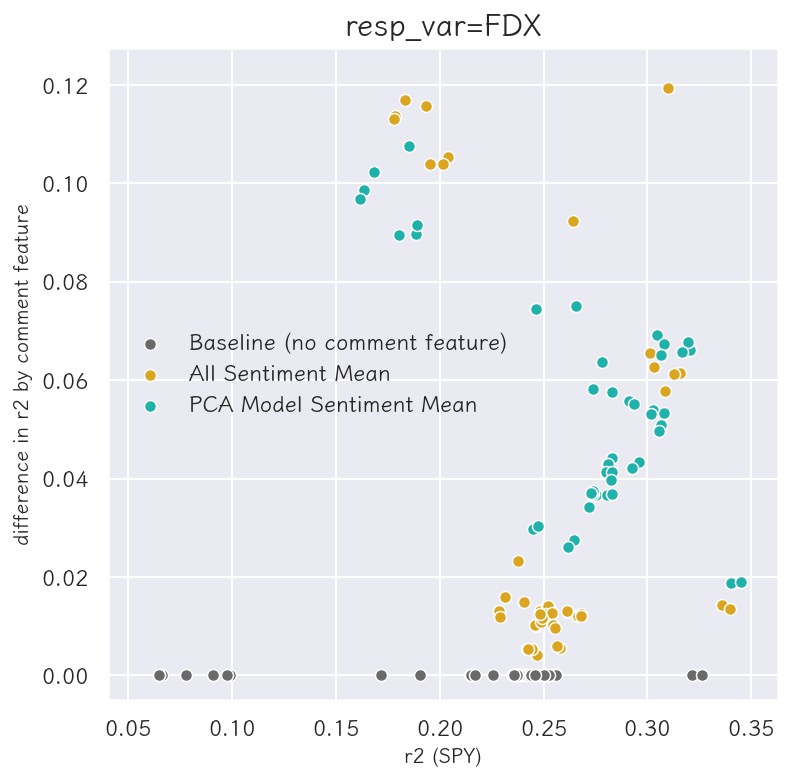 resp_var=FDX
difference in r2 by comment feature
0.12
0.10
0.08
0.06
0.04
0.02
0.00
Baseline (no comment feature)
All Sentiment Mean
PCA Model Sentiment Mean
0.05 0.10 0.15 0.20 0.25 0.30 0.35
r2 (SPY)